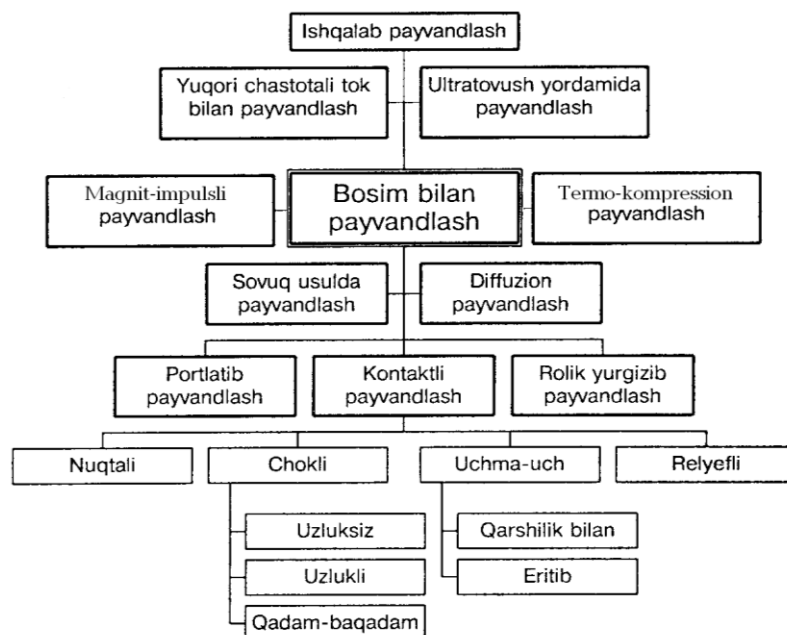 Ishqalab payvandlash
Yuqori chastotali tok
bilan payvandlash
Ultratovush yordamida
payvandlash
Magnit-impulsli
payvandlash
Bosim bilan
payvandlash
Termo-kompression
payvandlash
Sovuq usulda
payvandlash
Diffuzion
payvandlash
Portlatib
payvandlash
Kontaktli
payvandlash
Rolik yurgizib
payvandlash
Nuqtali
Chokli
Uchma-uch
Relyefli
Uzluksiz
Uzlukli
Qadam-baqadam
Qarshilik bilan
Eritib